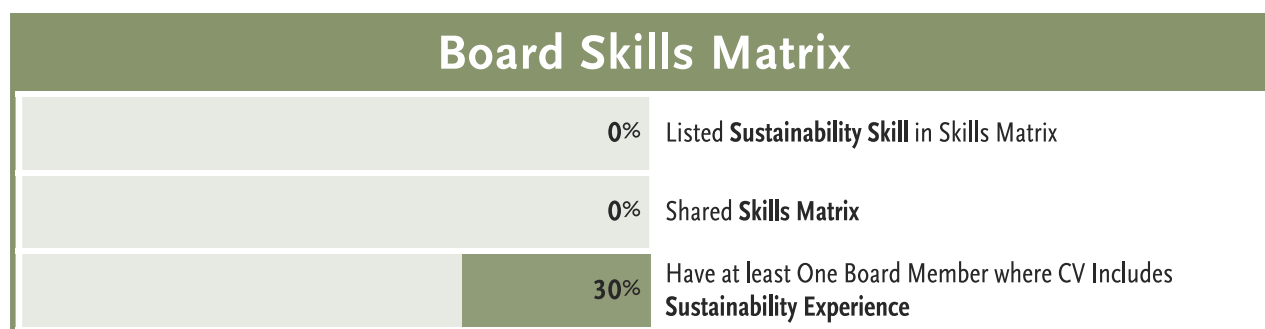 Board Skills Matrix
0% Listed Sustainability Skill in Skills Matrix
0% Shared Skills Matrix
30% Have at least One Board Member where CV Includes
Sustainability Experience